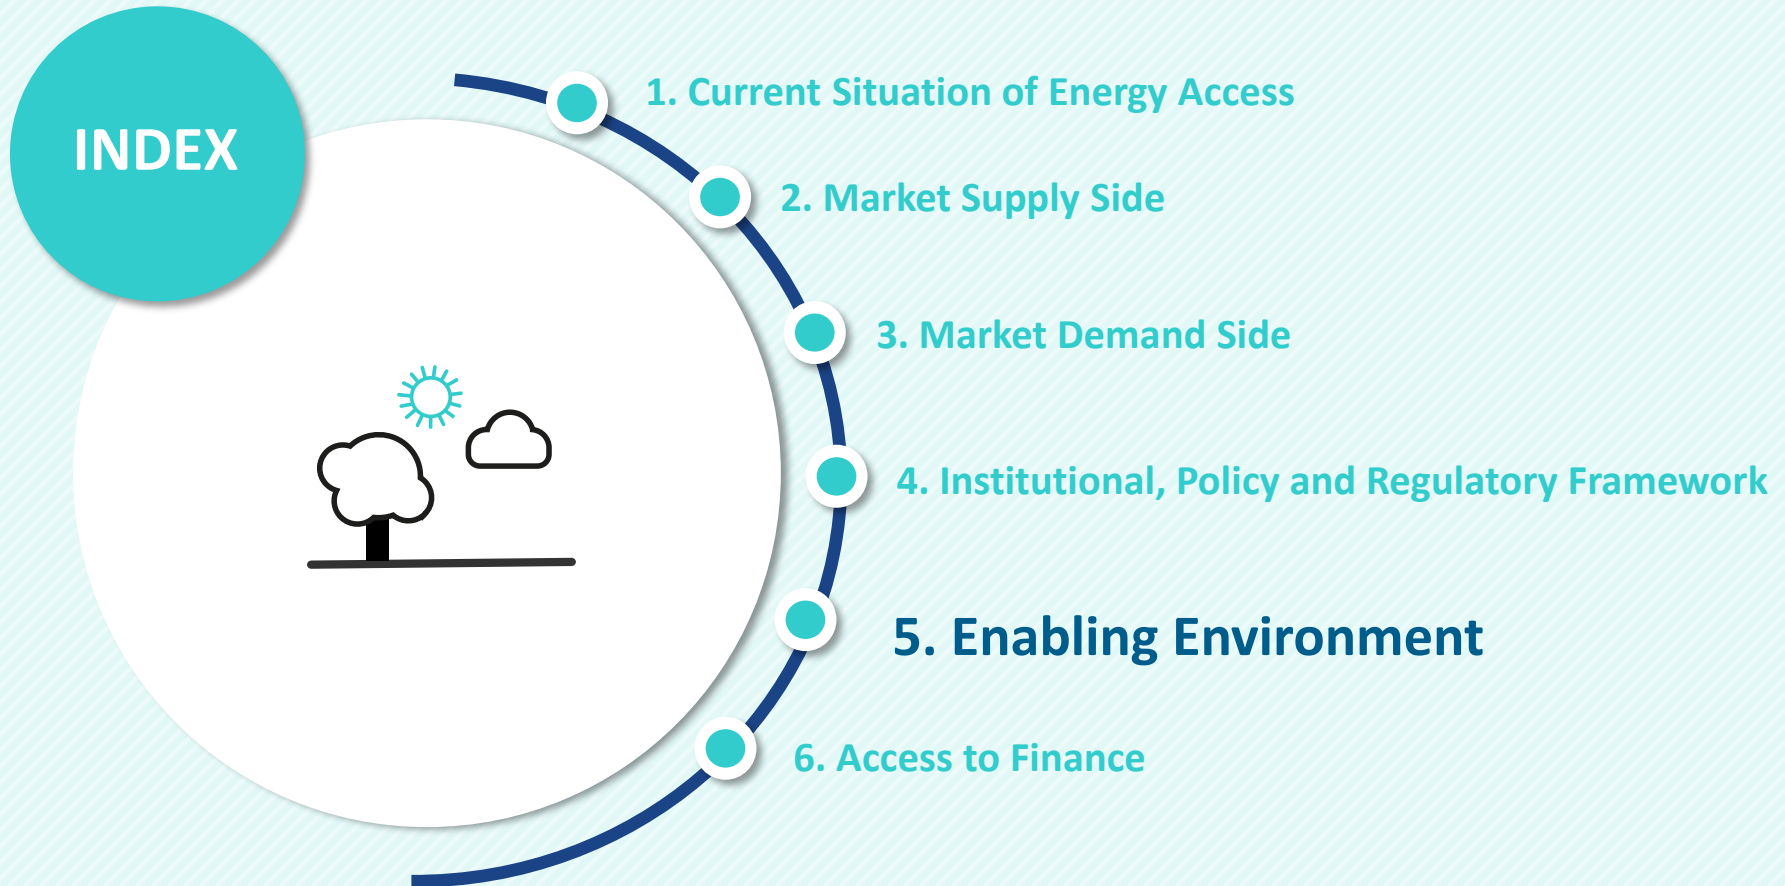 INDEX
1. Current Situation of Energy Access
2. Market Supply Side
3. Market Demand Side
4. Institutional, Policy and Regulatory Framework
5. Enabling Environment
6. Access to Finance